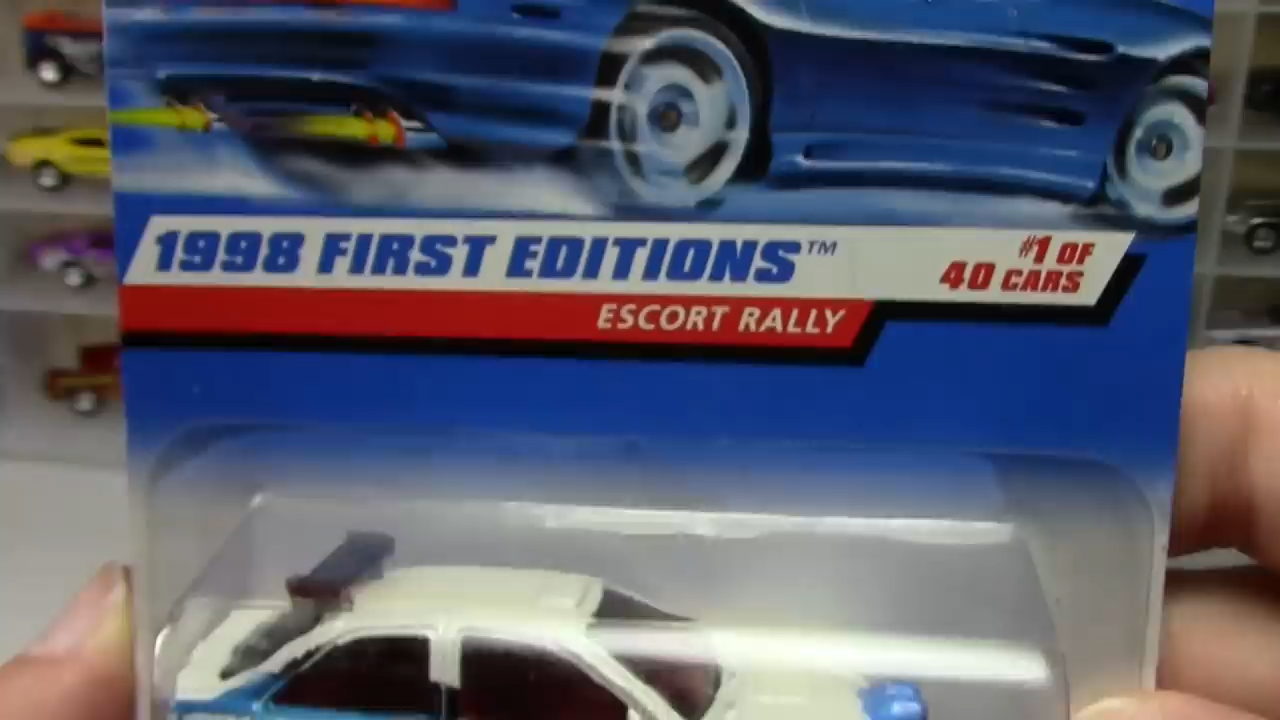 1998 FIRST EDITIONS™
#1 OF
40 CARS
ESCORT RALLY